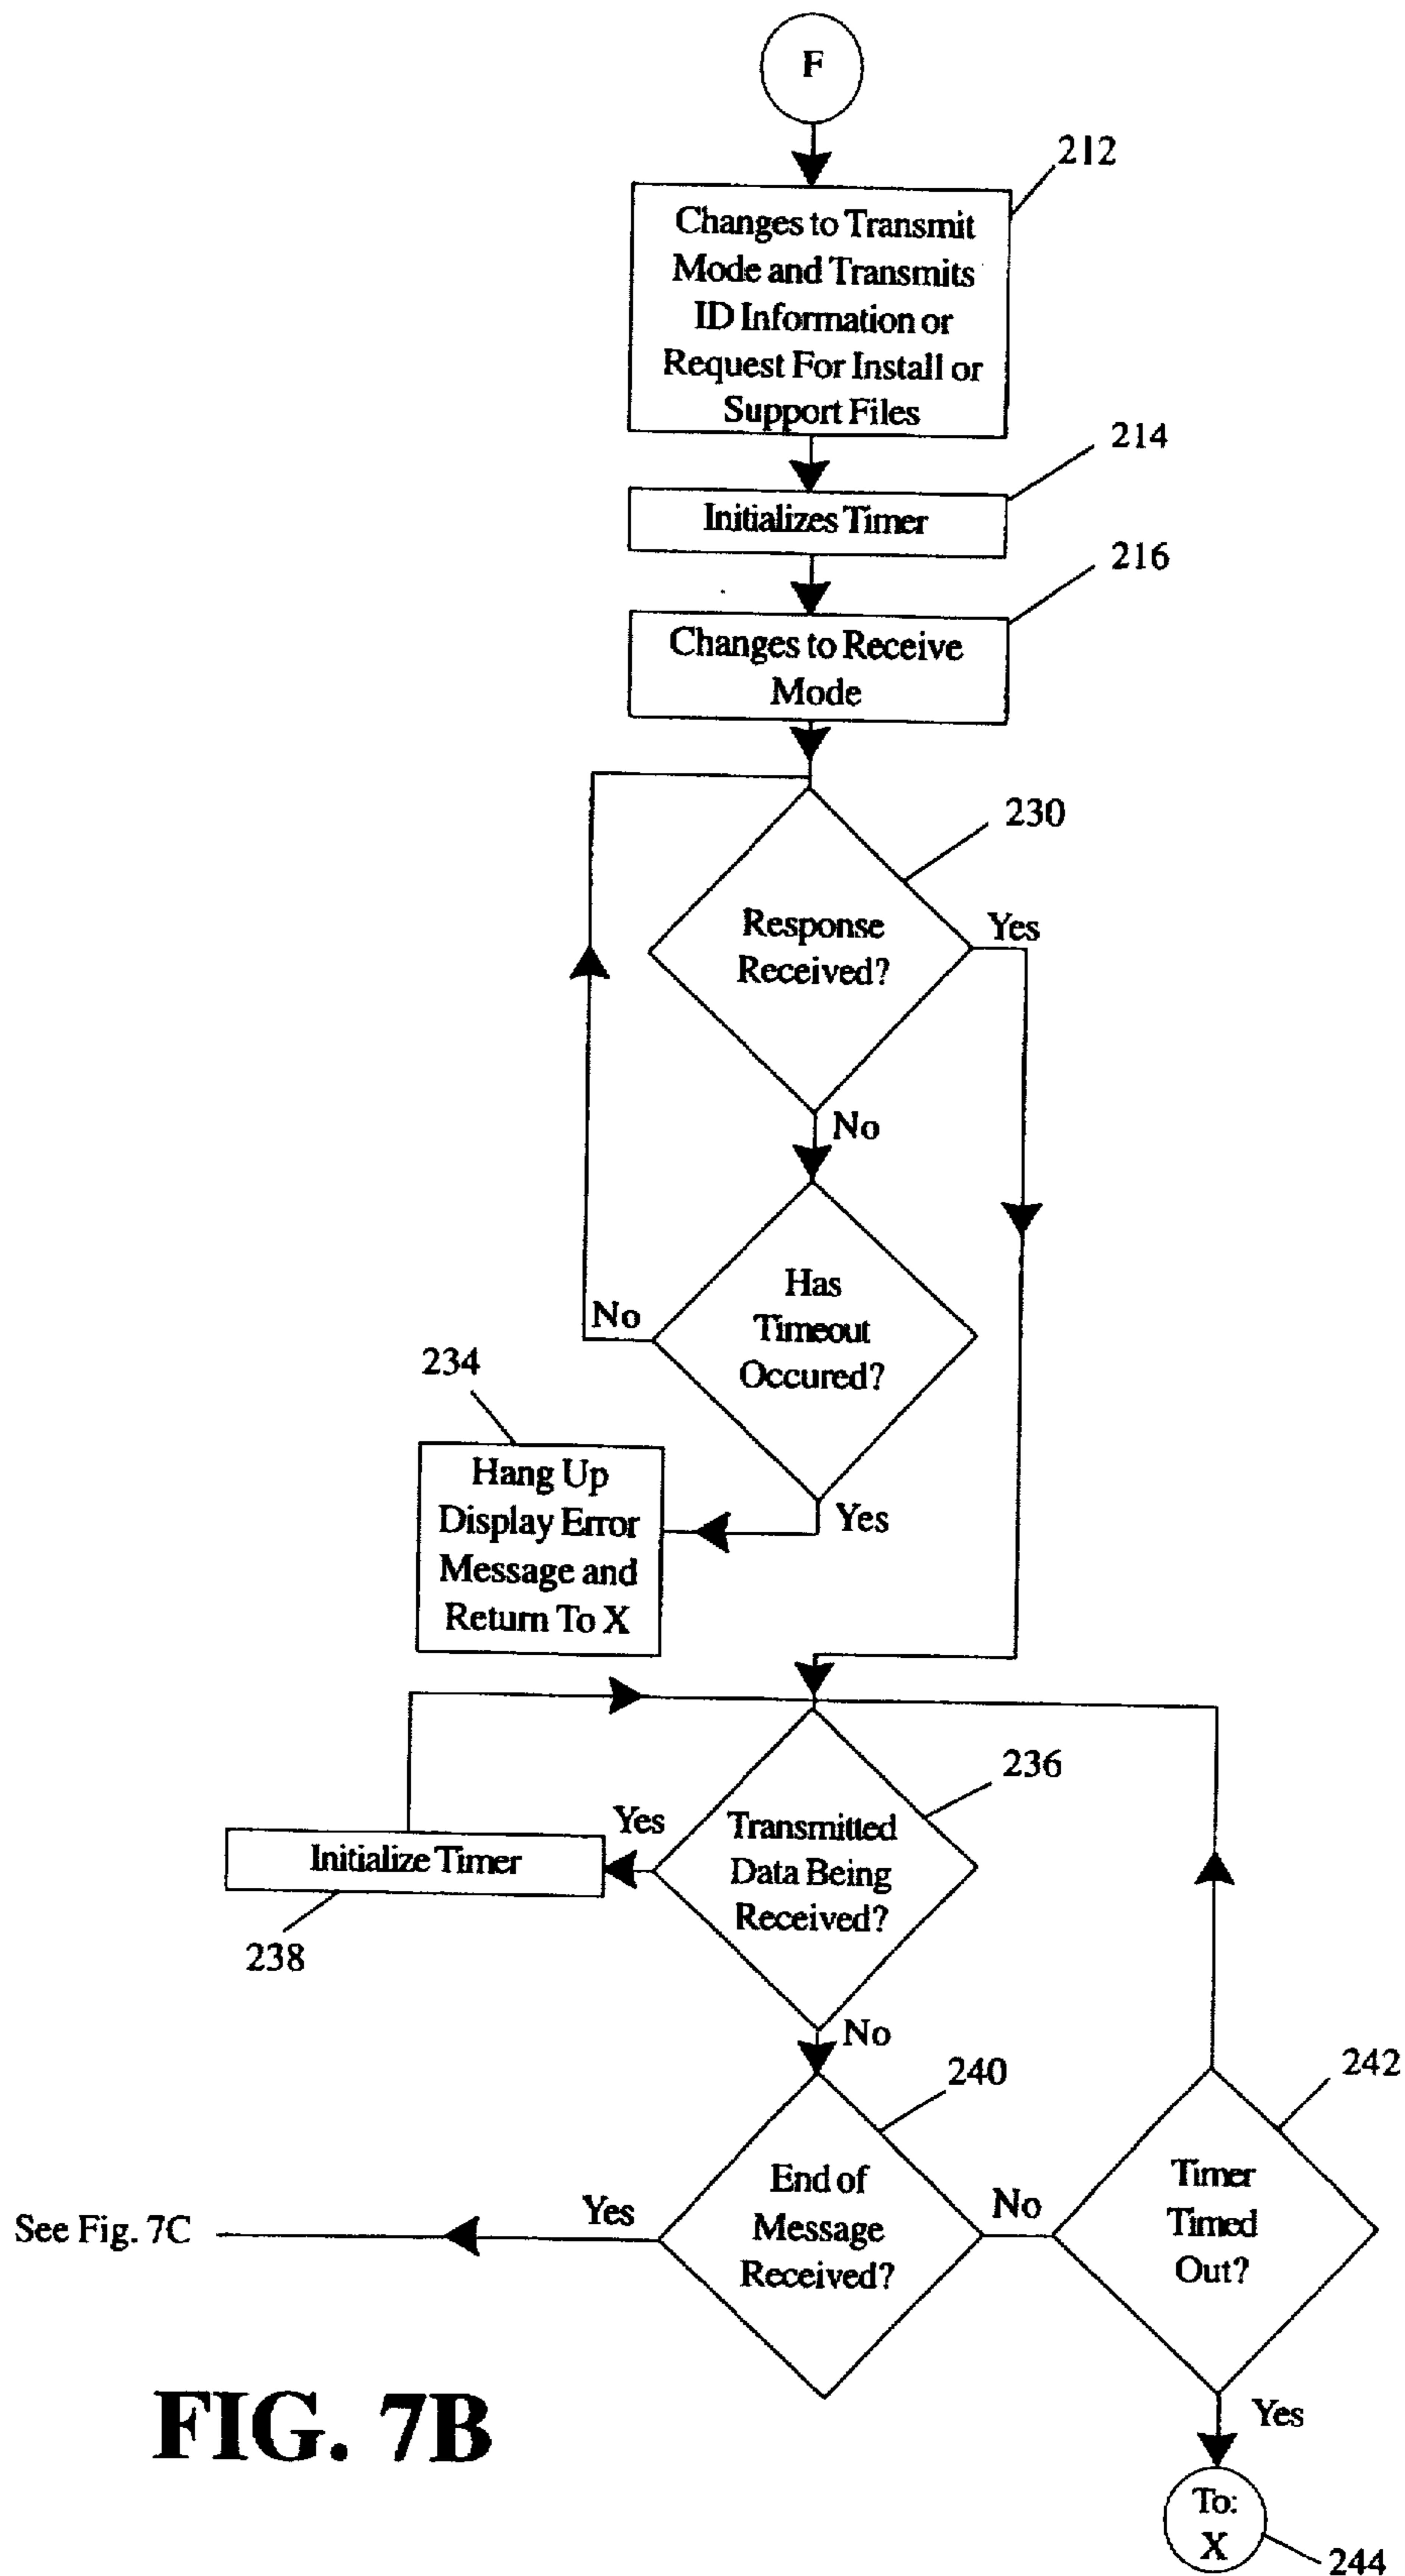 F
212
Changes to Transmit
Mode and Transmits
ID Information or
Request For Install or
Support Files
214
Initializes Timer
216
Changes to Receive
Mode
230
Response
Received?
Yes
No
Has
Timeout
Occured?
No
234
Yes
Hang Up
Display Error
Message and
Return To X
236
Transmitted
Data Being
Received?
Yes
Initialize Timer
238
No
240
242
End of
Message
Received?
Yes
See Fig. 7C
No
Timer
Timed
Out?
Yes
To:
X
244
FIG. 7B